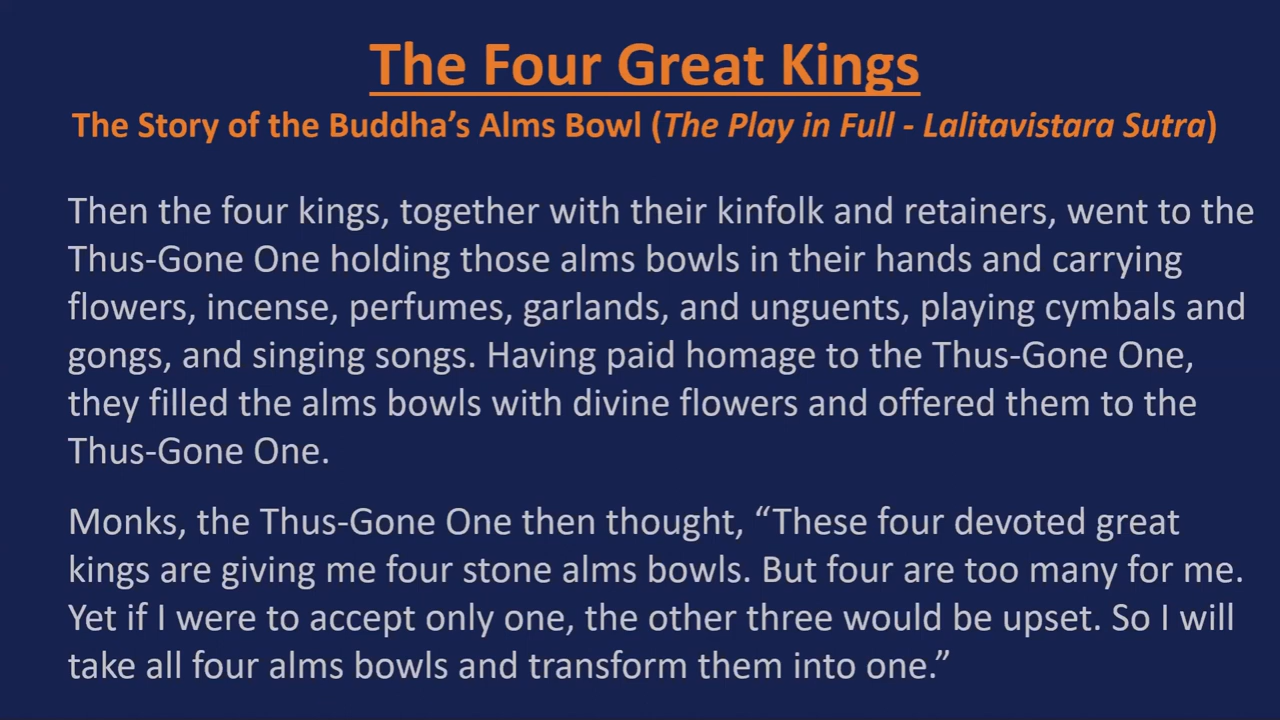 The Four Great Kings
The Story of the Buddha’s Alms Bowl (The Play in Full - Lalitavistara Sutra)
Then the four kings, together with their kinfolk and retainers, went to the
Thus-Gone One holding those alms bowls in their hands and carrying
flowers, incense, perfumes, garlands, and unguents, playing cymbals and
gongs, and singing songs. Having paid homage to the Thus-Gone One,
they filled the alms bowls with divine flowers and offered them to the
Thus-Gone One.
Monks, the Thus-Gone One then thought, “These four devoted great
kings are giving me four stone alms bowls. But four are too many for me.
Yet if I were to accept only one, the other three would be upset. So I will
take all four alms bowls and transform them into one.”